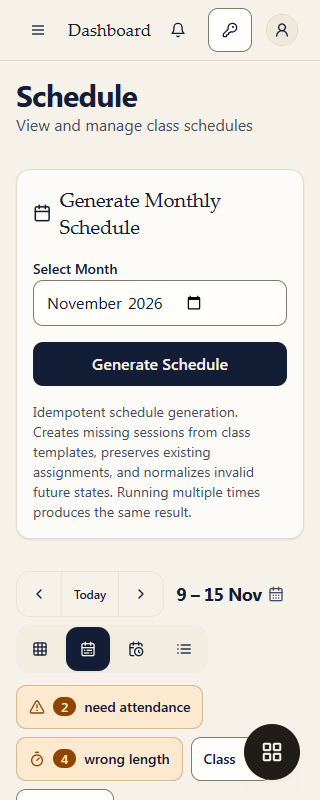 Dashboard
Schedule
View and manage class schedules
Generate Monthly
Schedule
Select Month
November 2026
Generate Schedule
Idempotent schedule generation.
Creates missing sessions from class
templates, preserves existing
assignments, and normalizes invalid
future states. Running multiple times
produces the same result.
Today
9 – 15 Nov
2 need attendance
4 wrong length
Class